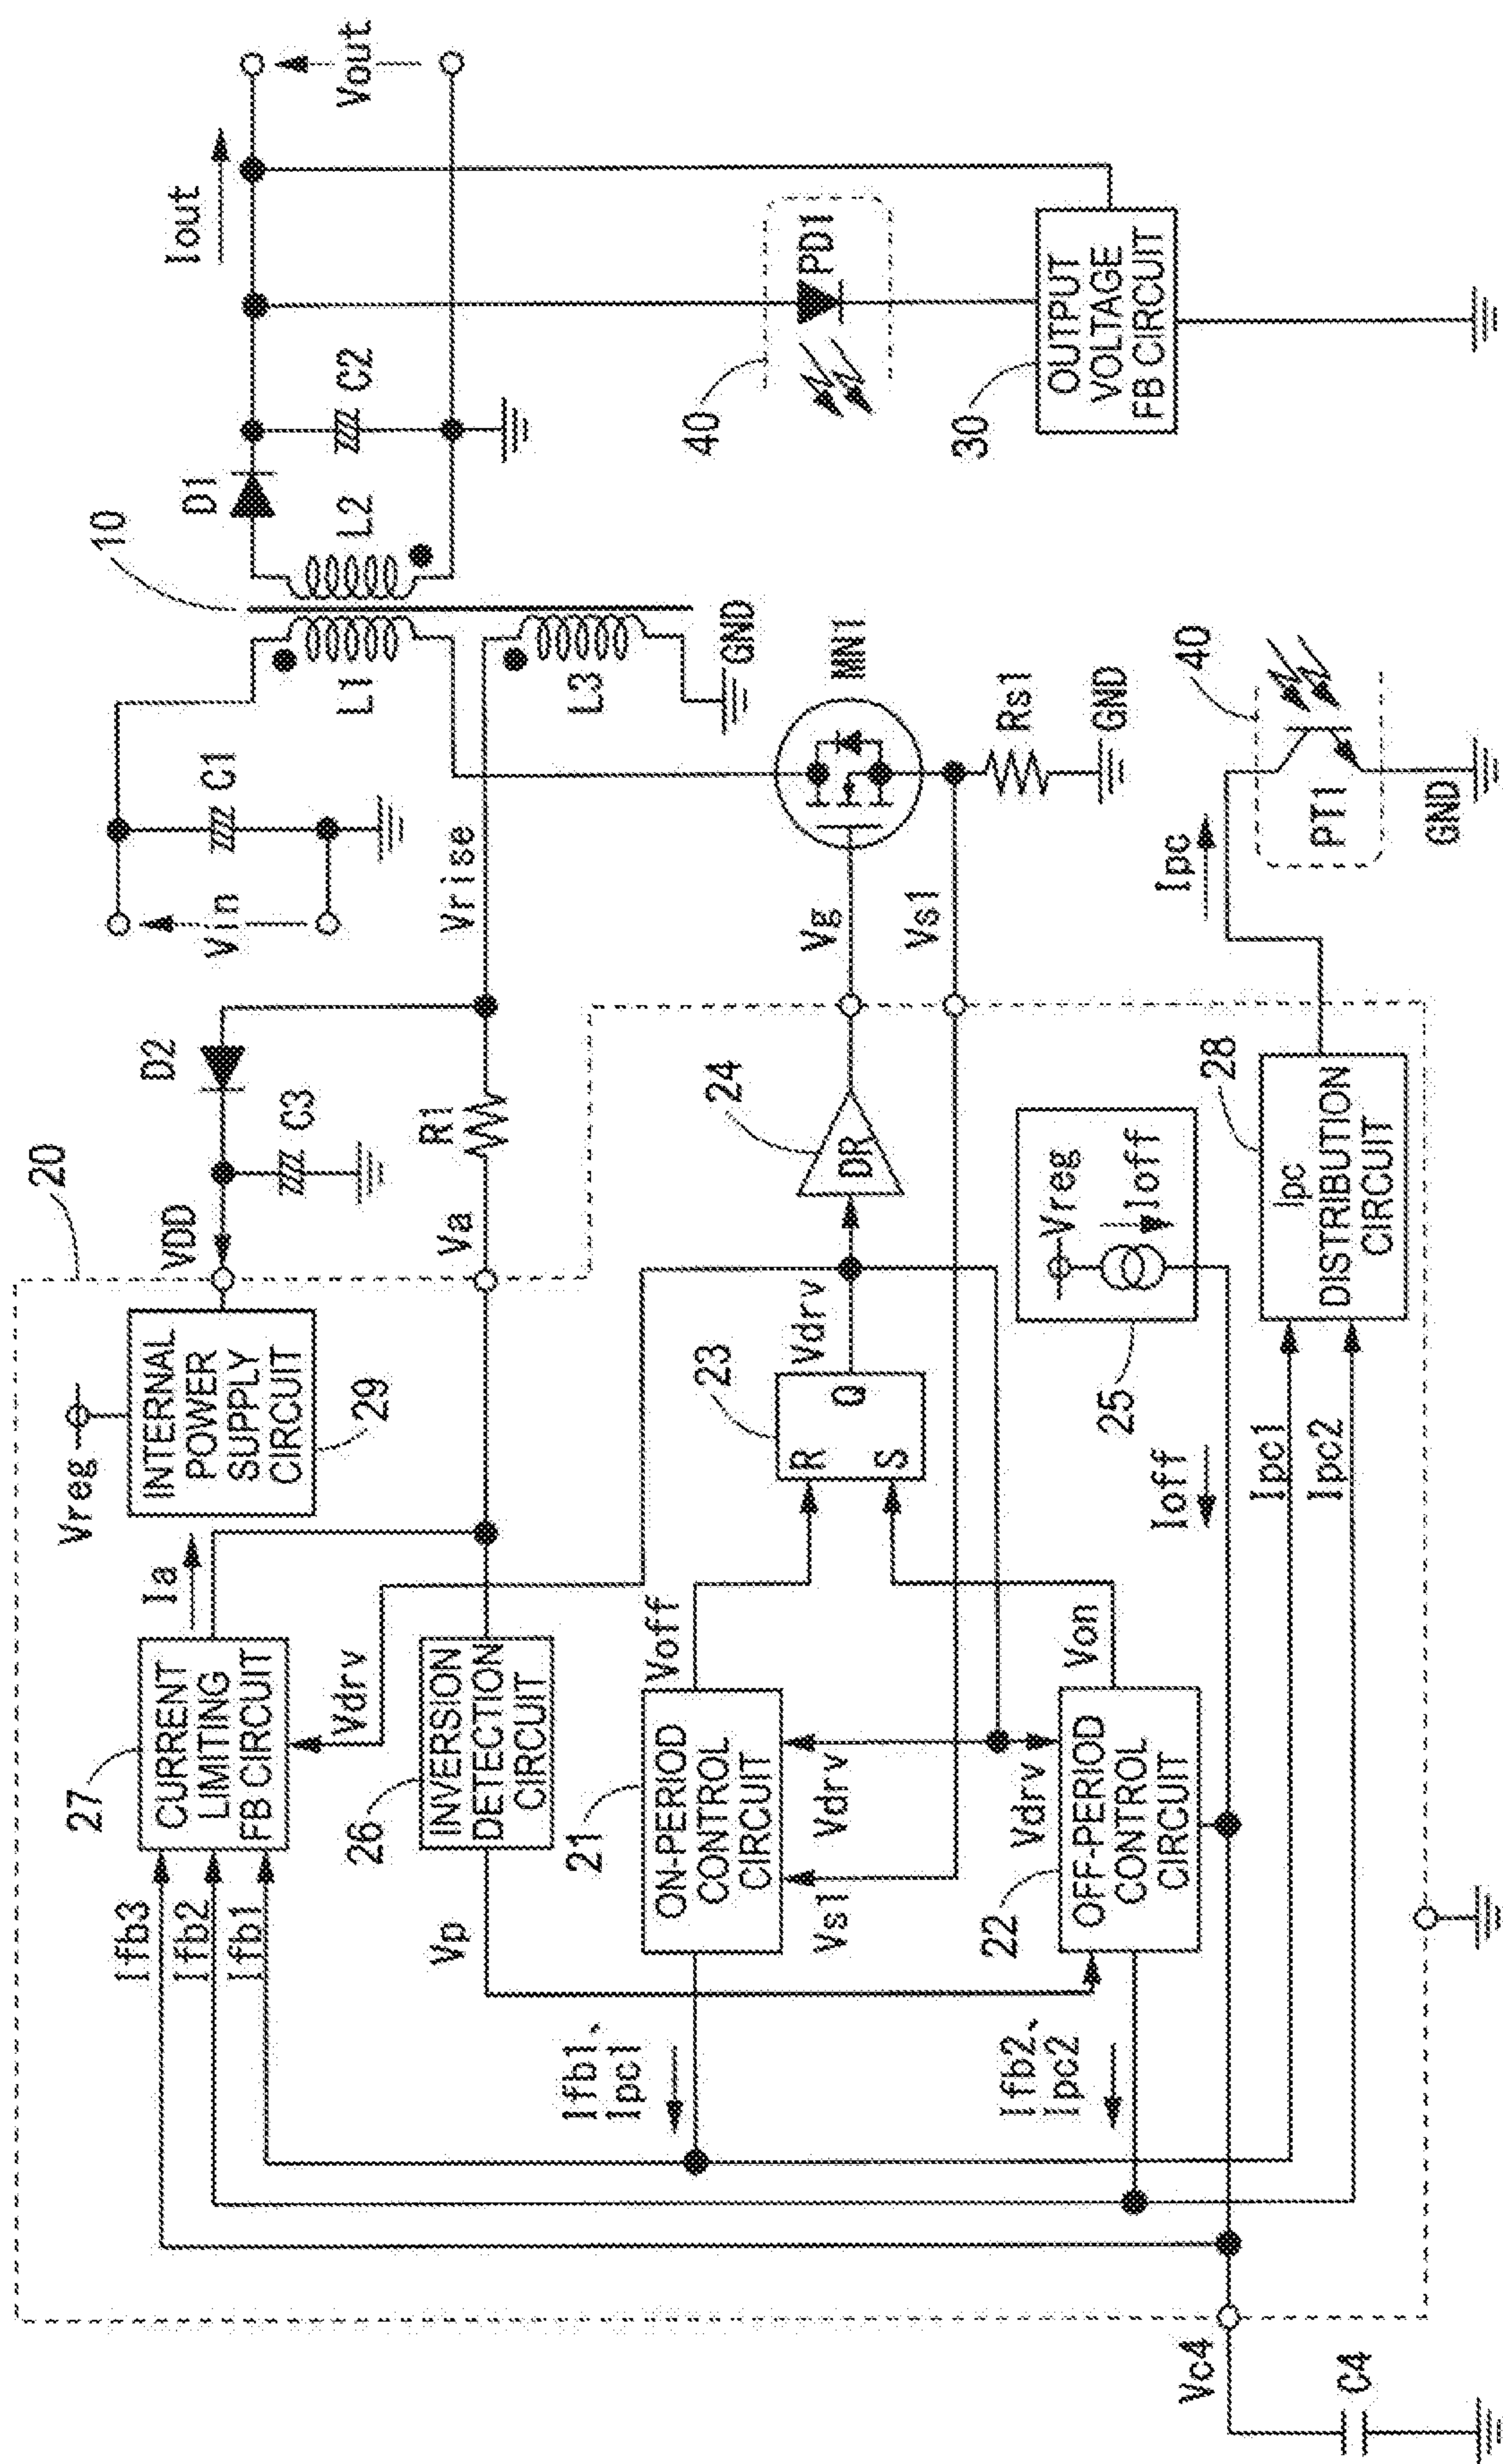 10
Iout
Vout
D1
L2
C2
L1
L3
GND
Vin
C1
Vrise
40
PD1
30
OUTPUT
VOLTAGE
FB CIRCUIT
MN1
Rs1
GND
Vg
Vs1
40
PT1
Ipc
GND
20
VDD
D2
C3
R1
Va
Vreg
INTERNAL
POWER
SUPPLY
CIRCUIT
29
Ia
27
CURRENT
LIMITING
FB CIRCUIT
Vdrv
Ifb3
Ifb2
Ifb1
26
INVERSION
DETECTION
CIRCUIT
Vp
21
ON-PERIOD
CONTROL
CIRCUIT
Voff
Vs1
Vdrv
Ifb1、
Ipc1
23
R
S
Q
Vdrv
24
DR
22
OFF-PERIOD
CONTROL
CIRCUIT
Vdrv
Von
Ifb2、
Ipc2
25
Vreg
Ioff
Ioff
Ipc1
Ipc2
28
Ipc
DISTRIBUTION
CIRCUIT
Vc4
C4